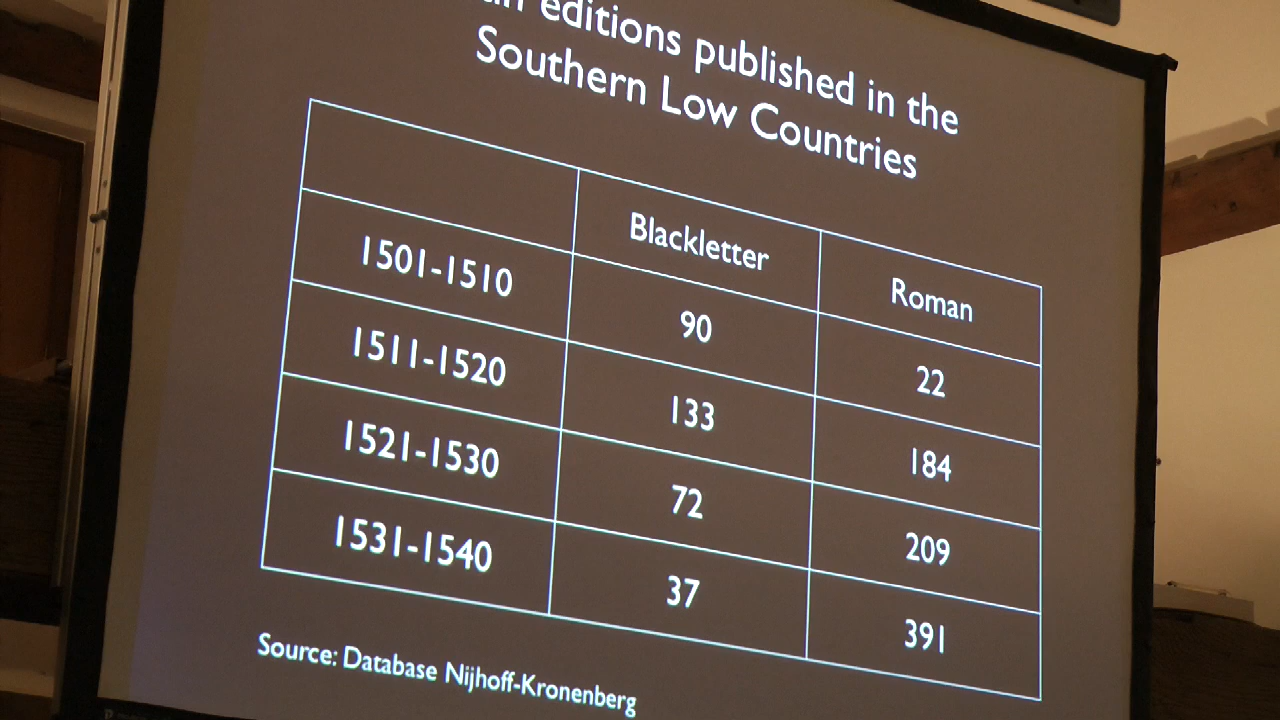 editions published in the
Southern Low Countries
Blackletter Roman
1501-1510 90 22
1511-1520 133 184
1521-1530 72 209
1531-1540 37 391
Source: Database Nijhoff-Kronenberg